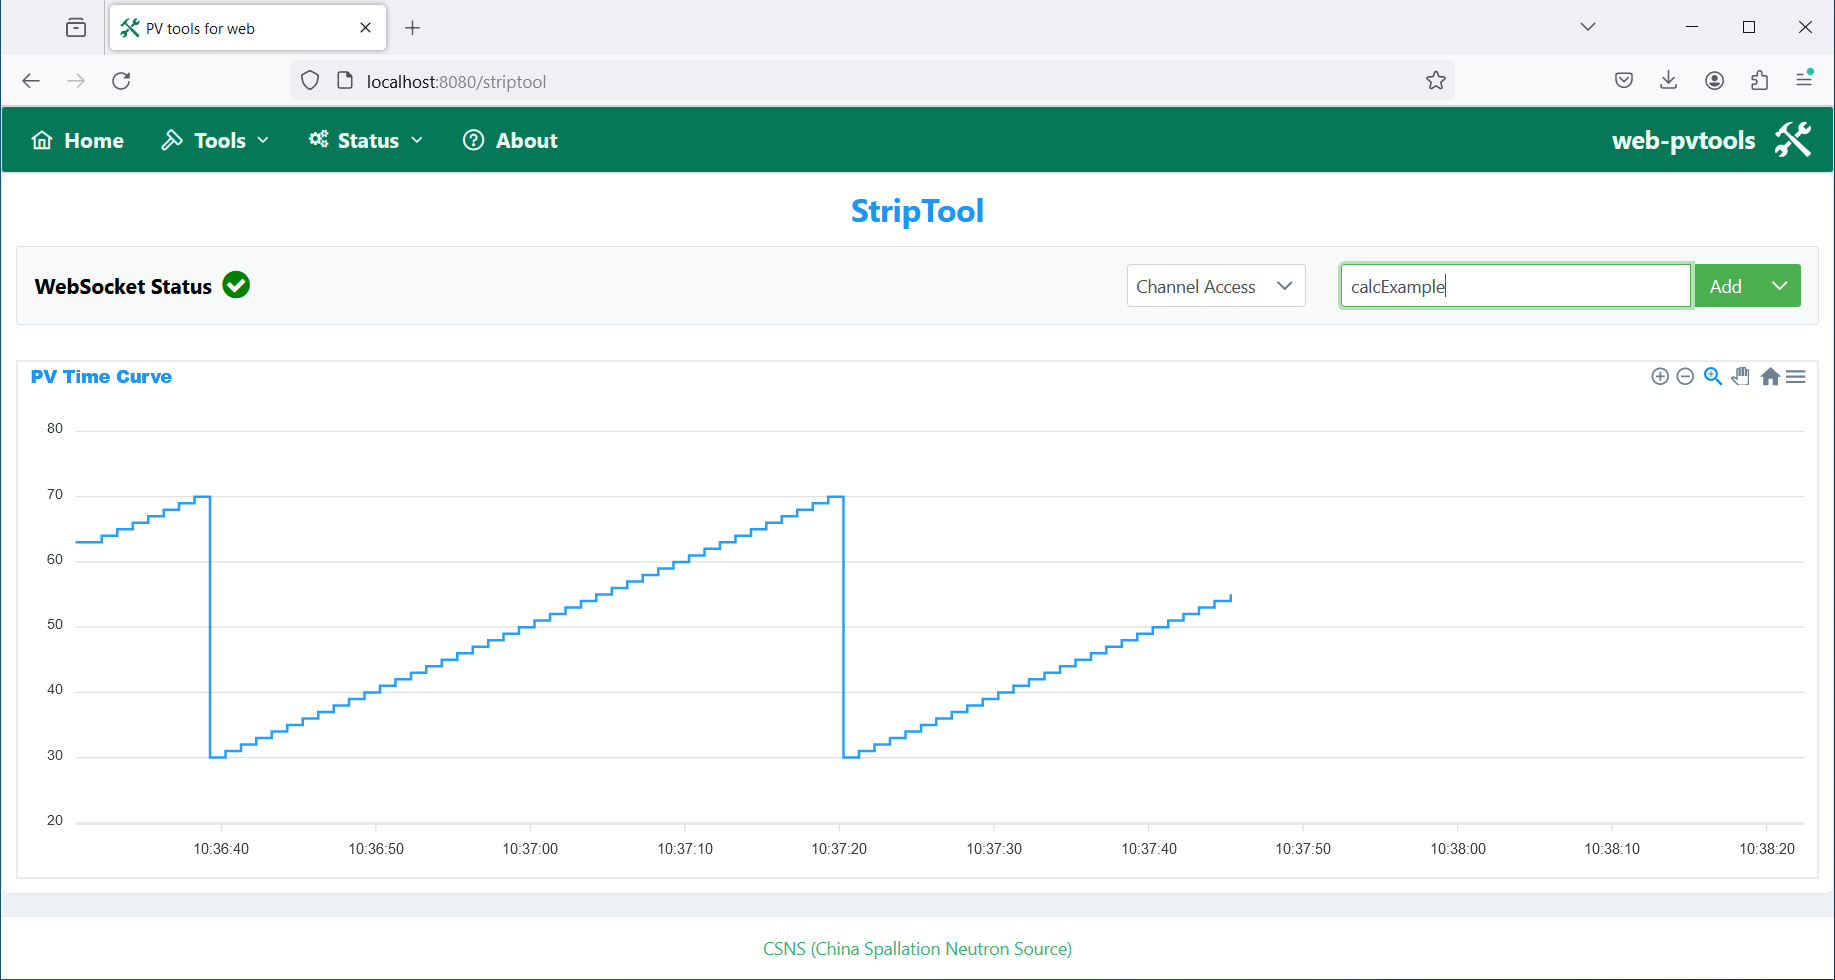 PV tools for web
localhost:8080/striptool
Home Tools Status About web-pvtools
StripTool
WebSocket Status Channel Access calcExample Add
PV Time Curve
80
70
60
50
40
30
20
10:36:40 10:36:50 10:37:00 10:37:10 10:37:20 10:37:30 10:37:40 10:37:50 10:38:00 10:38:10 10:38:20
CSNS (China Spallation Neutron Source)